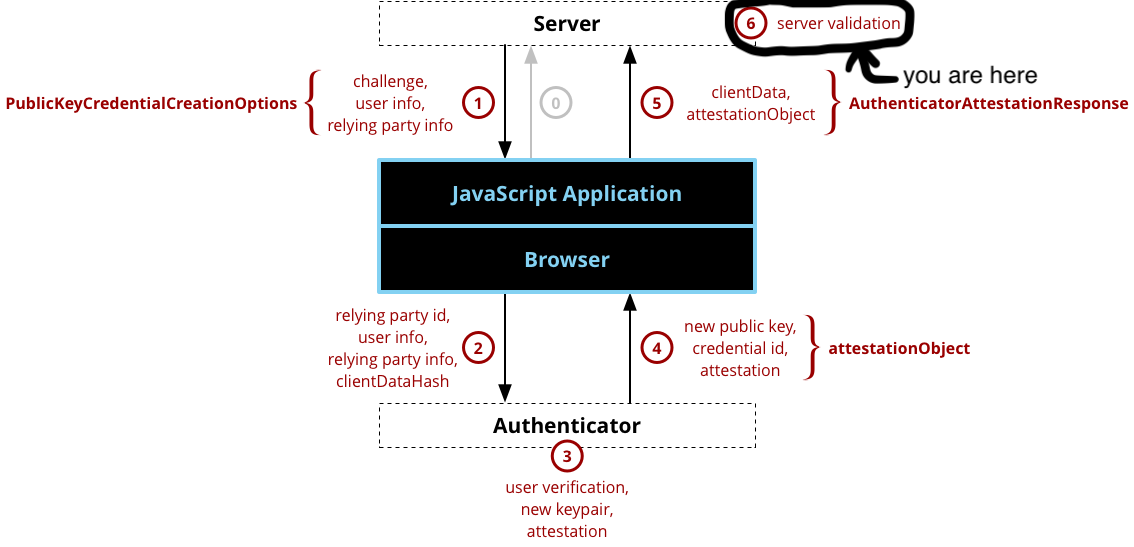 Server
6 server validation
you are here
PublicKeyCredentialCreationOptions
challenge,
user info,
relying party info
1
0
5
clientData,
attestationObject
AuthenticatorAttestationResponse
JavaScript Application
Browser
relying party id,
user info,
relying party info,
clientDataHash
2
4
new public key,
credential id,
attestation
attestationObject
Authenticator
3
user verification,
new keypair,
attestation